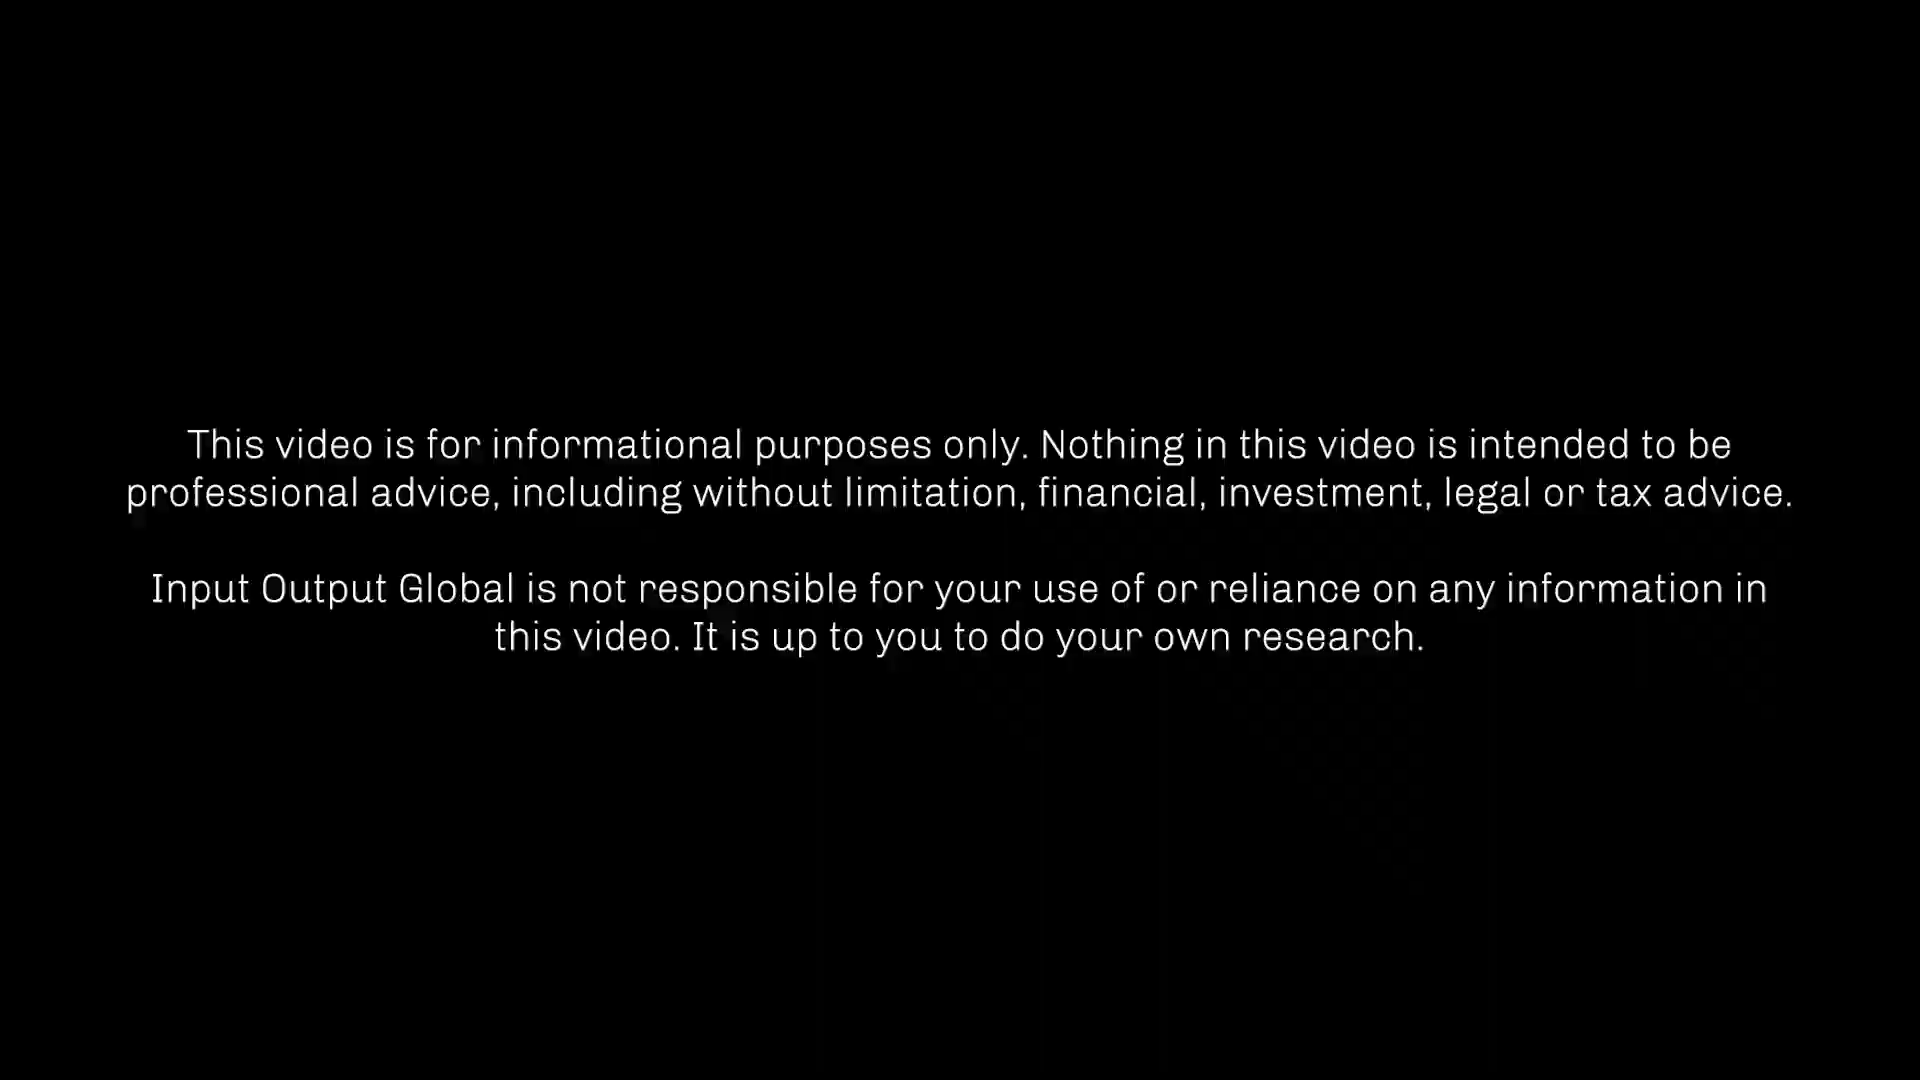 This video is for informational purposes only. Nothing in this video is intended to be
professional advice, including without limitation, financial, investment, legal or tax advice.
Input Output Global is not responsible for your use of or reliance on any information in
this video. It is up to you to do your own research.